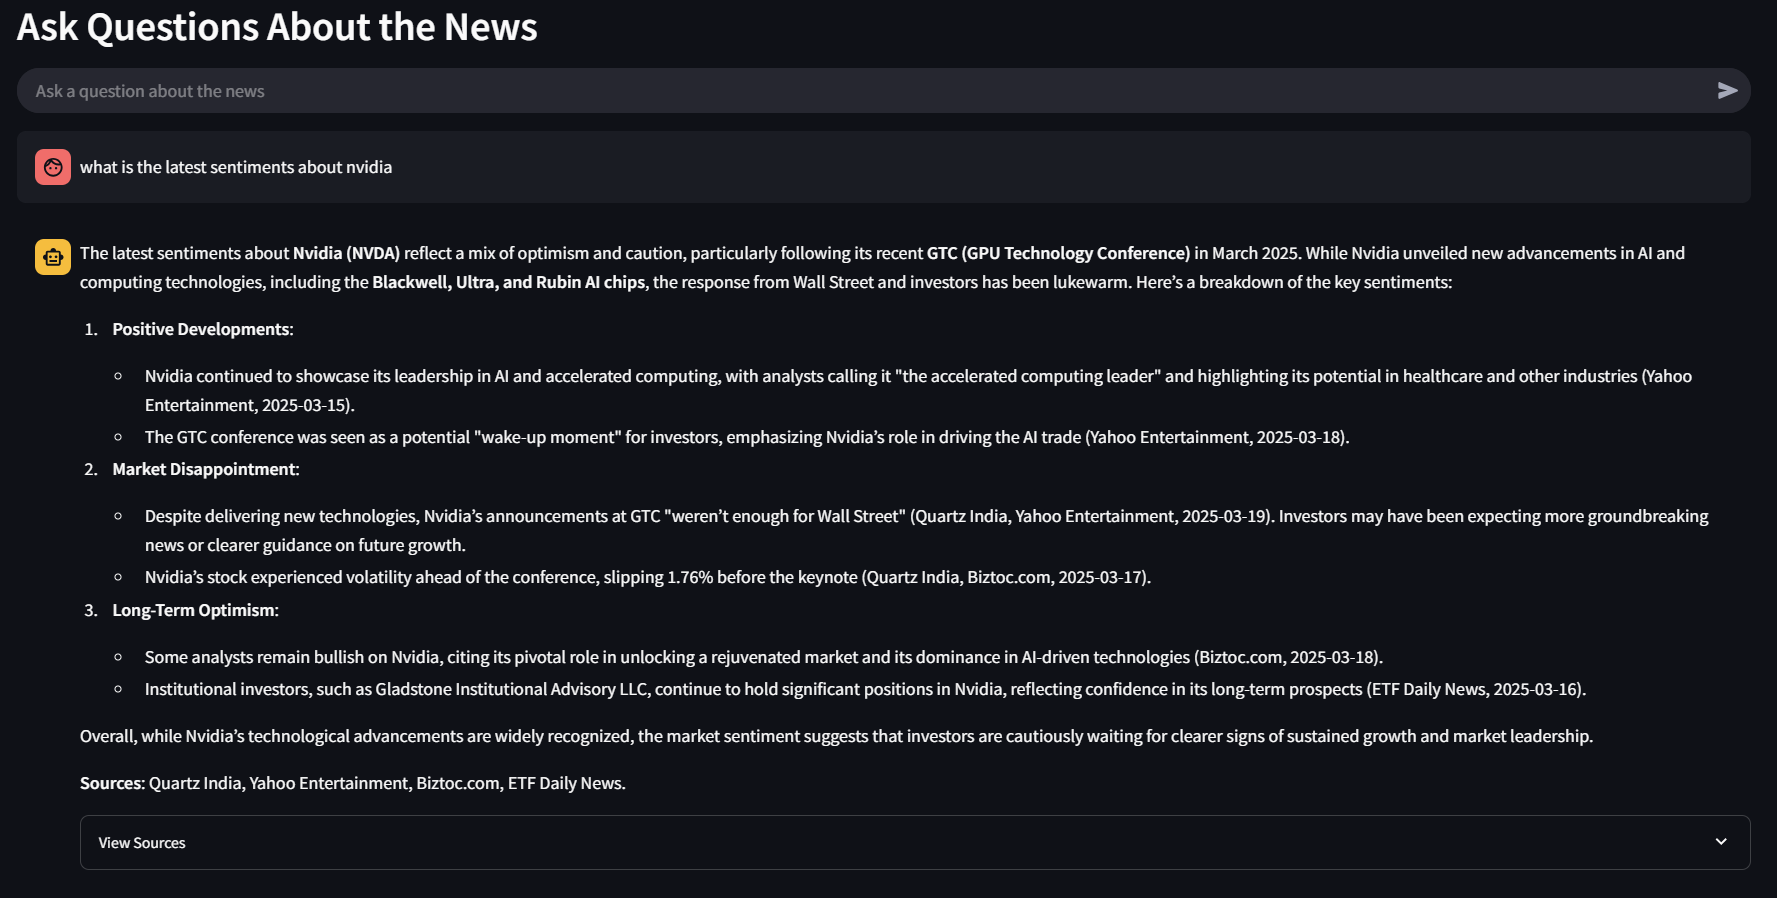 Ask Questions About the News
Ask a question about the news
what is the latest sentiments about nvidia
The latest sentiments about Nvidia (NVDA) reflect a mix of optimism and caution, particularly following its recent GTC (GPU Technology Conference) in March 2025. While Nvidia unveiled new advancements in AI and
computing technologies, including the Blackwell, Ultra, and Rubin AI chips, the response from Wall Street and investors has been lukewarm. Here’s a breakdown of the key sentiments:
1. Positive Developments:
○ Nvidia continued to showcase its leadership in AI and accelerated computing, with analysts calling it "the accelerated computing leader" and highlighting its potential in healthcare and other industries (Yahoo
Entertainment, 2025-03-15).
○ The GTC conference was seen as a potential "wake-up moment" for investors, emphasizing Nvidia’s role in driving the AI trade (Yahoo Entertainment, 2025-03-18).
2. Market Disappointment:
○ Despite delivering new technologies, Nvidia’s announcements at GTC "weren’t enough for Wall Street" (Quartz India, Yahoo Entertainment, 2025-03-19). Investors may have been expecting more groundbreaking
news or clearer guidance on future growth.
○ Nvidia’s stock experienced volatility ahead of the conference, slipping 1.76% before the keynote (Quartz India, Biztoc.com, 2025-03-17).
3. Long-Term Optimism:
○ Some analysts remain bullish on Nvidia, citing its pivotal role in unlocking a rejuvenated market and its dominance in AI-driven technologies (Biztoc.com, 2025-03-18).
○ Institutional investors, such as Gladstone Institutional Advisory LLC, continue to hold significant positions in Nvidia, reflecting confidence in its long-term prospects (ETF Daily News, 2025-03-16).
Overall, while Nvidia’s technological advancements are widely recognized, the market sentiment suggests that investors are cautiously waiting for clearer signs of sustained growth and market leadership.
Sources: Quartz India, Yahoo Entertainment, Biztoc.com, ETF Daily News.
View Sources